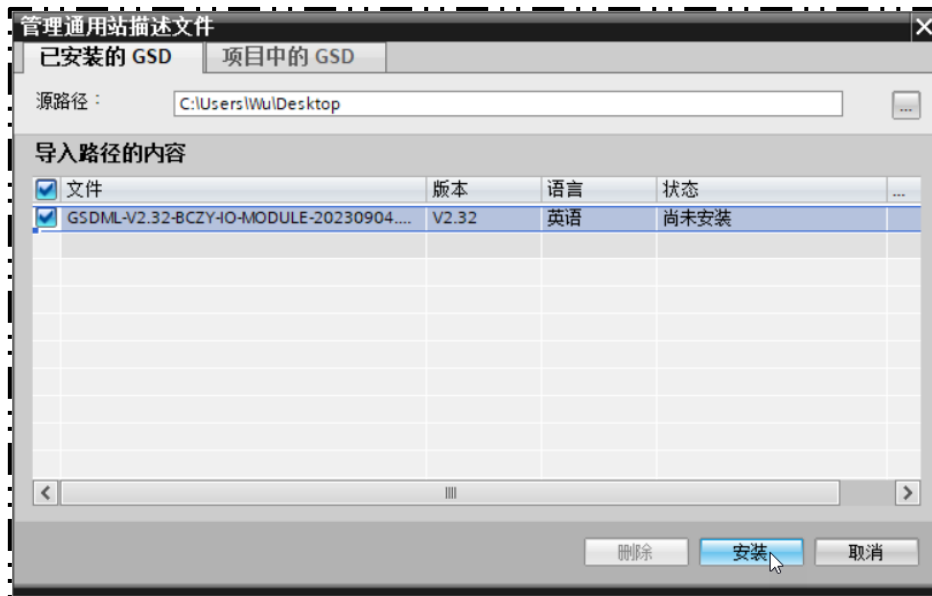 管理通用站描述文件
已安装的 GSD 项目中的 GSD
源路径： C:\Users\Wu\Desktop ...
导入路径的内容
文件 版本 语言 状态 ...
GSDML-V2.32-BCZY-IO-MODULE-20230904.... V2.32 英语 尚未安装
删除 安装 取消